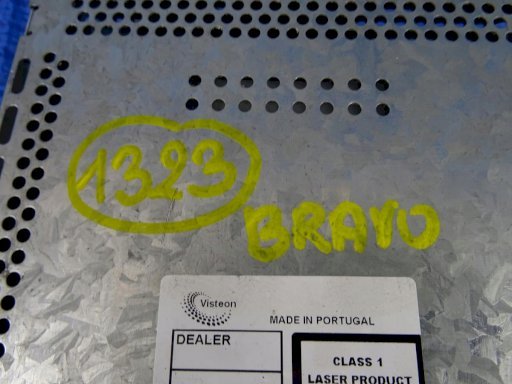 1323
BRAVO
Visteon
MADE IN PORTUGAL
DEALER
CLASS 1
LASER PRODUCT